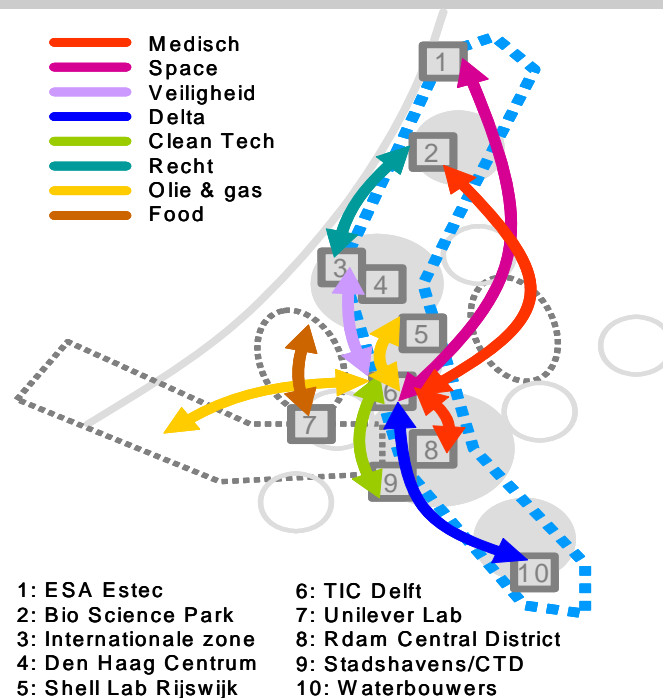 Medisch
Space
Veiligheid
Delta
Clean Tech
Recht
Olie & gas
Food
1
2
3
4
5
6
7
8
9
10
1: ESA Estec
2: Bio Science Park
3: Internationale zone
4: Den Haag Centrum
5: Shell Lab Rijswijk
6: TIC Delft
7: Unilever Lab
8: Rdam Central District
9: Stadshavens/CTD
10: Waterbouwers